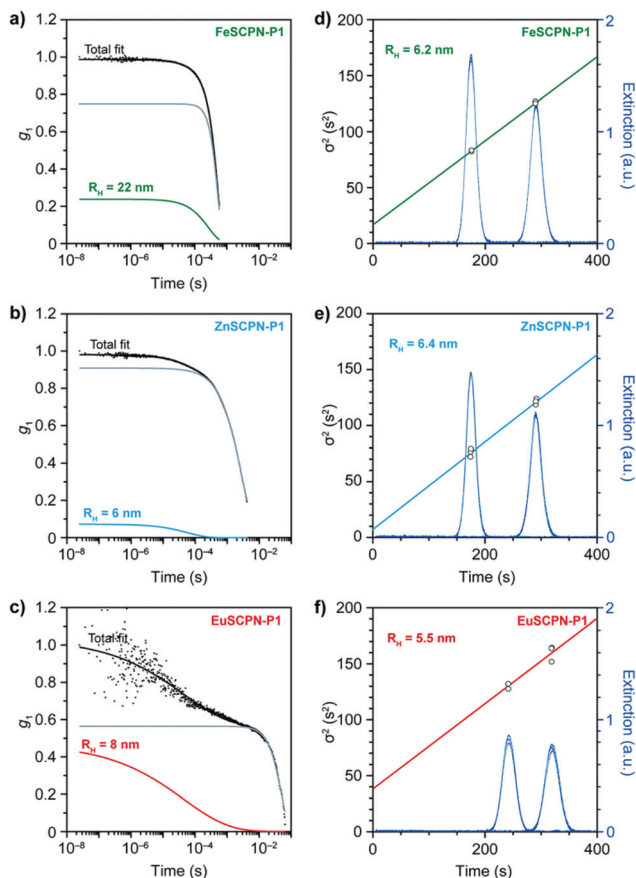 a)
FeSCPN-P1
Total fit
R_H = 22 nm
g₁
1.2
1.0
0.8
0.6
0.4
0.2
0
10⁻⁸ 10⁻⁶ 10⁻⁴ 10⁻²
Time (s)
d)
FeSCPN-P1
R_H = 6.2 nm
σ² (s²)
200
150
100
50
0
0 200 400
Time (s)
2
1
0
Extinction (a.u.)
b)
ZnSCPN-P1
Total fit
R_H = 6 nm
g₁
1.2
1.0
0.8
0.6
0.4
0.2
0
10⁻⁸ 10⁻⁶ 10⁻⁴ 10⁻²
Time (s)
e)
ZnSCPN-P1
R_H = 6.4 nm
σ² (s²)
200
150
100
50
0
0 200 400
Time (s)
2
1
0
Extinction (a.u.)
c)
EuSCPN-P1
Total fit
R_H = 8 nm
g₁
1.2
1.0
0.8
0.6
0.4
0.2
0
10⁻⁸ 10⁻⁶ 10⁻⁴ 10⁻²
Time (s)
f)
EuSCPN-P1
R_H = 5.5 nm
σ² (s²)
200
150
100
50
0
0 200 400
Time (s)
2
1
0
Extinction (a.u.)